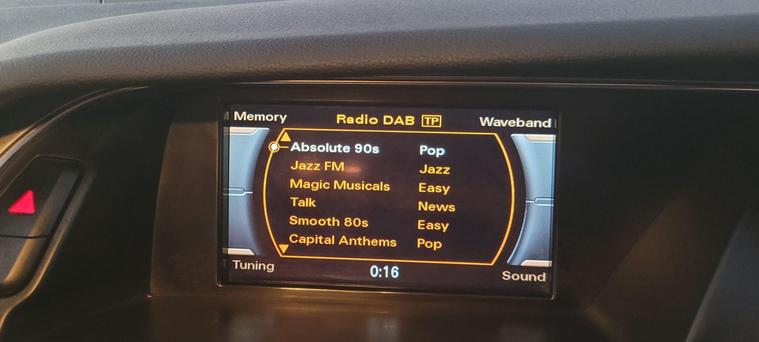 Memory Radio DAB TP Waveband
Absolute 90s Pop
Jazz FM Jazz
Magic Musicals Easy
Talk News
Smooth 80s Easy
Capital Anthems Pop
Tuning 0:16 Sound